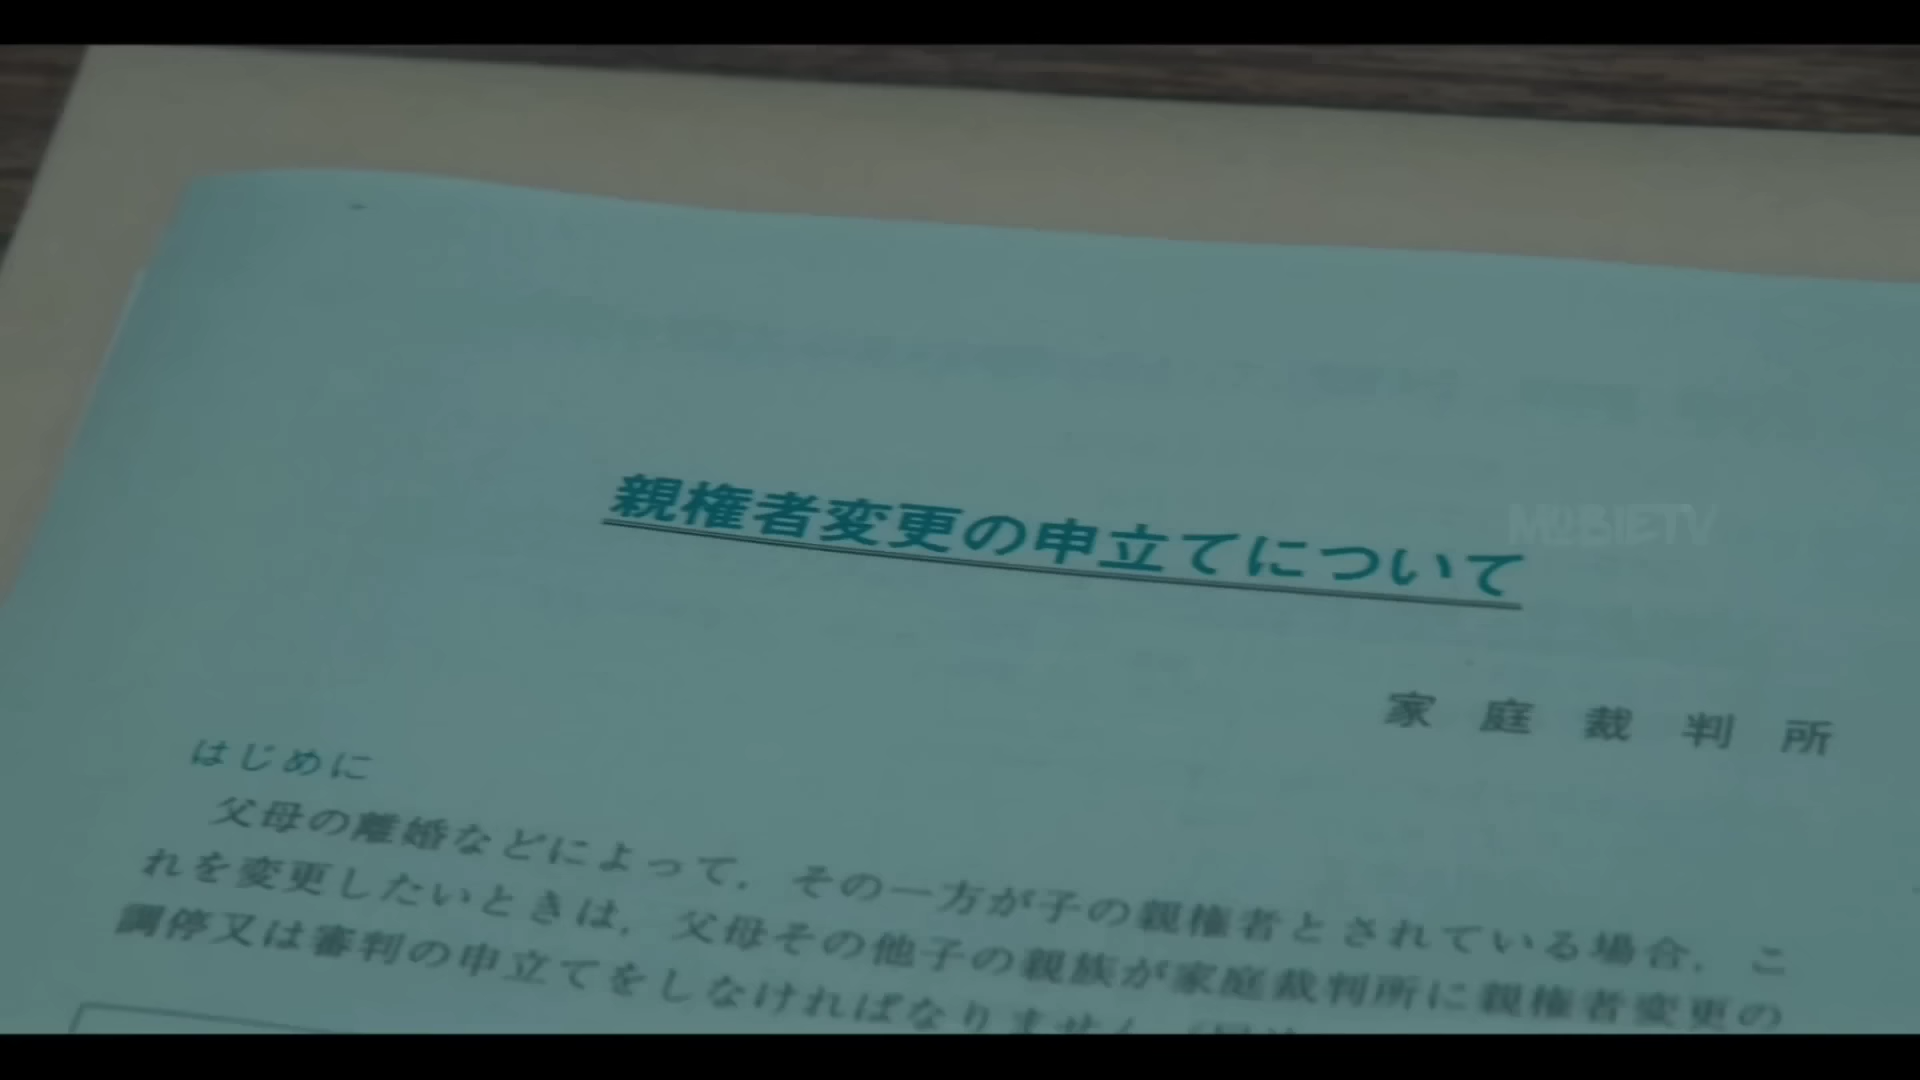 親権者変更の申立てについて
MOBIETV
家庭裁判所
はじめに
父母の離婚などによって，その一方が子の親権者とされている場合，こ
れを変更したいときは，父母その他子の親族が家庭裁判所に親権者変更の
調停又は審判の申立てをしなければなりません